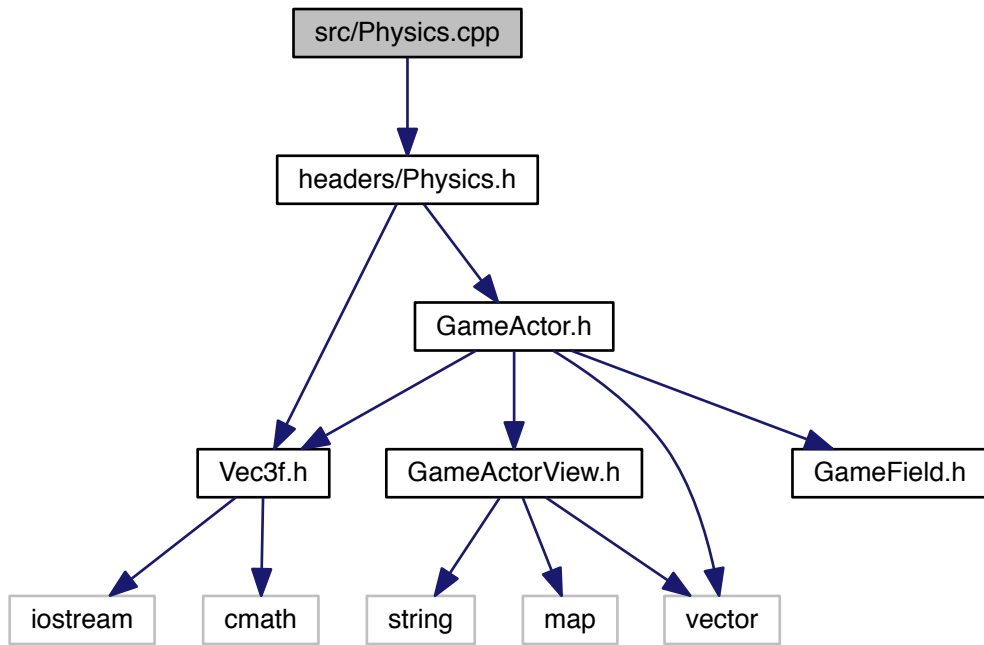 src/Physics.cpp
headers/Physics.h
GameActor.h
Vec3f.h
GameActorView.h
GameField.h
iostream
cmath
string
map
vector